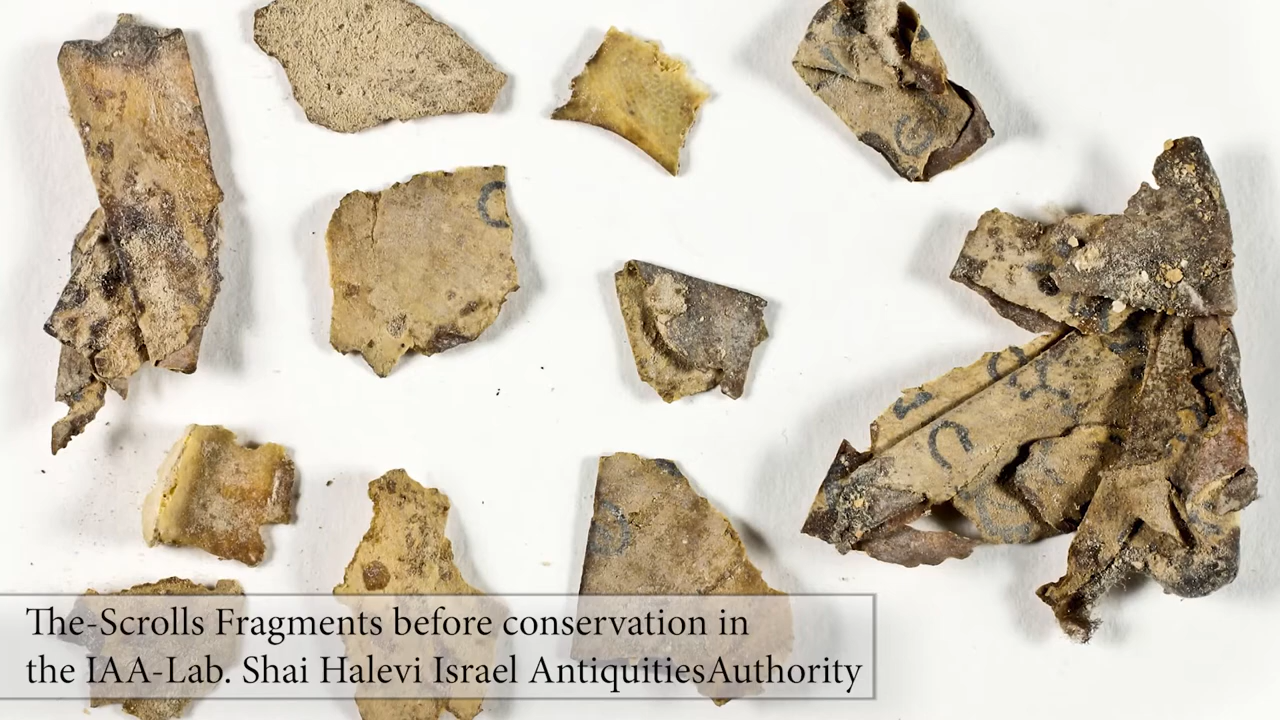 The-Scrolls Fragments before conservation in
the IAA-Lab. Shai Halevi Israel AntiquitiesAuthority